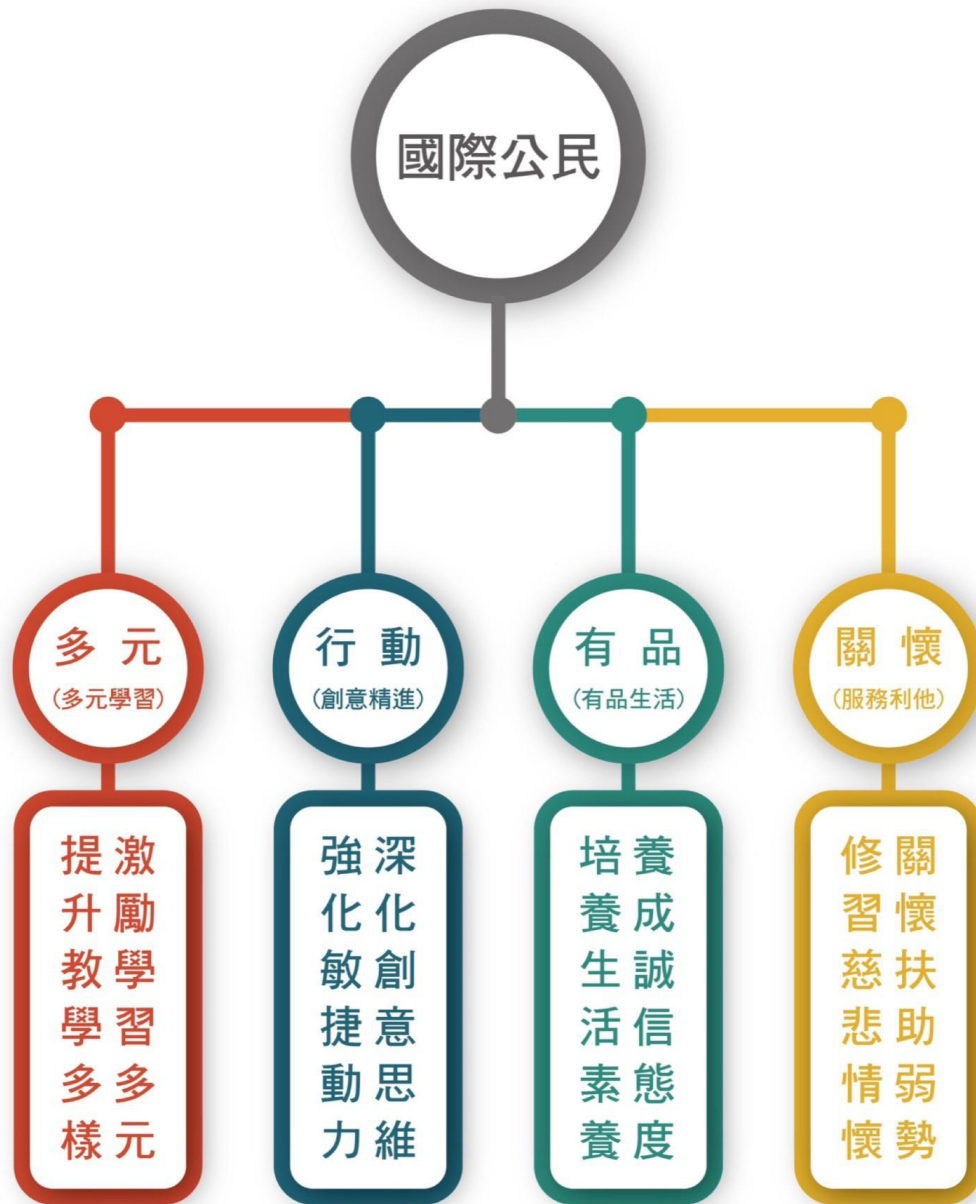 國際公民
多元
(多元學習)
激勵學習多元
提升教學多樣
行動
(創意精進)
深化創意思維
強化敏捷動力
有品
(有品生活)
養成誠信態度
培養生活素養
關懷
(服務利他)
關懷扶助弱勢
修習慈悲情懷